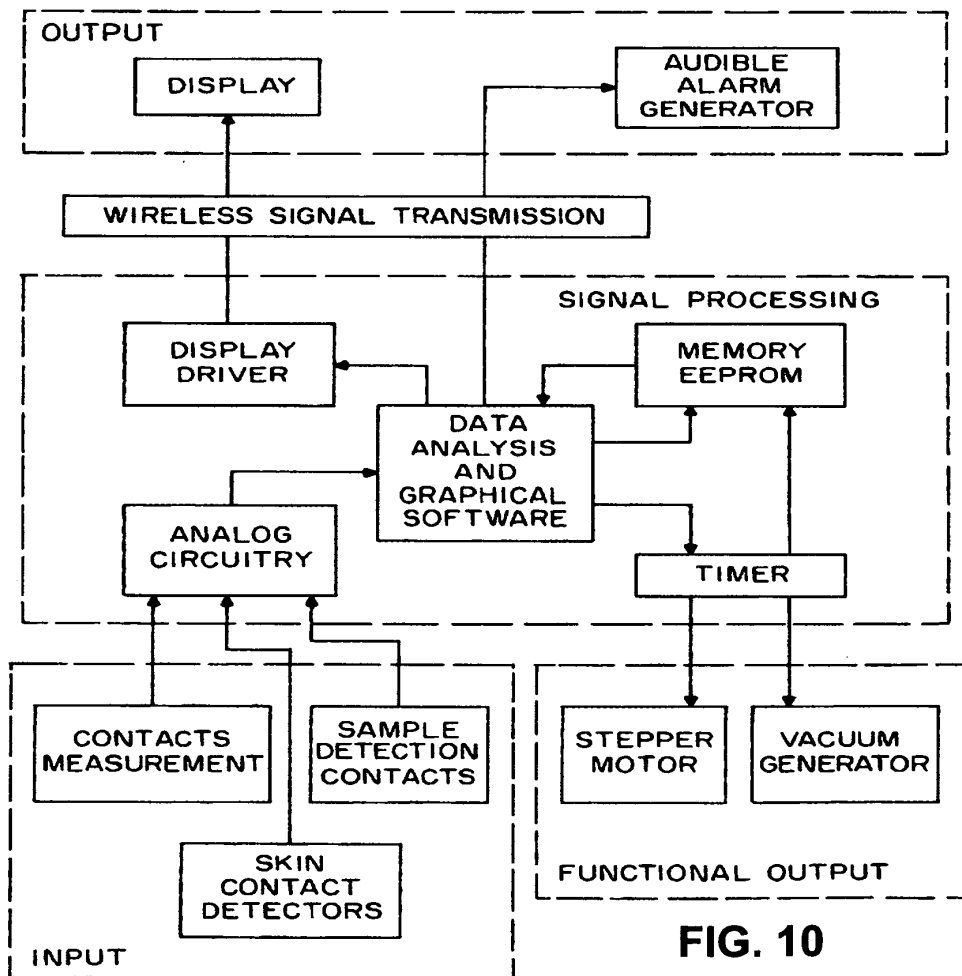 OUTPUT
DISPLAY
AUDIBLE
ALARM
GENERATOR
WIRELESS SIGNAL TRANSMISSION
SIGNAL PROCESSING
DISPLAY
DRIVER
MEMORY
EEPROM
DATA
ANALYSIS
AND
GRAPHICAL
SOFTWARE
ANALOG
CIRCUITRY
TIMER
CONTACTS
MEASUREMENT
SAMPLE
DETECTION
CONTACTS
STEPPER
MOTOR
VACUUM
GENERATOR
SKIN
CONTACT
DETECTORS
FUNCTIONAL OUTPUT
INPUT
FIG. 10